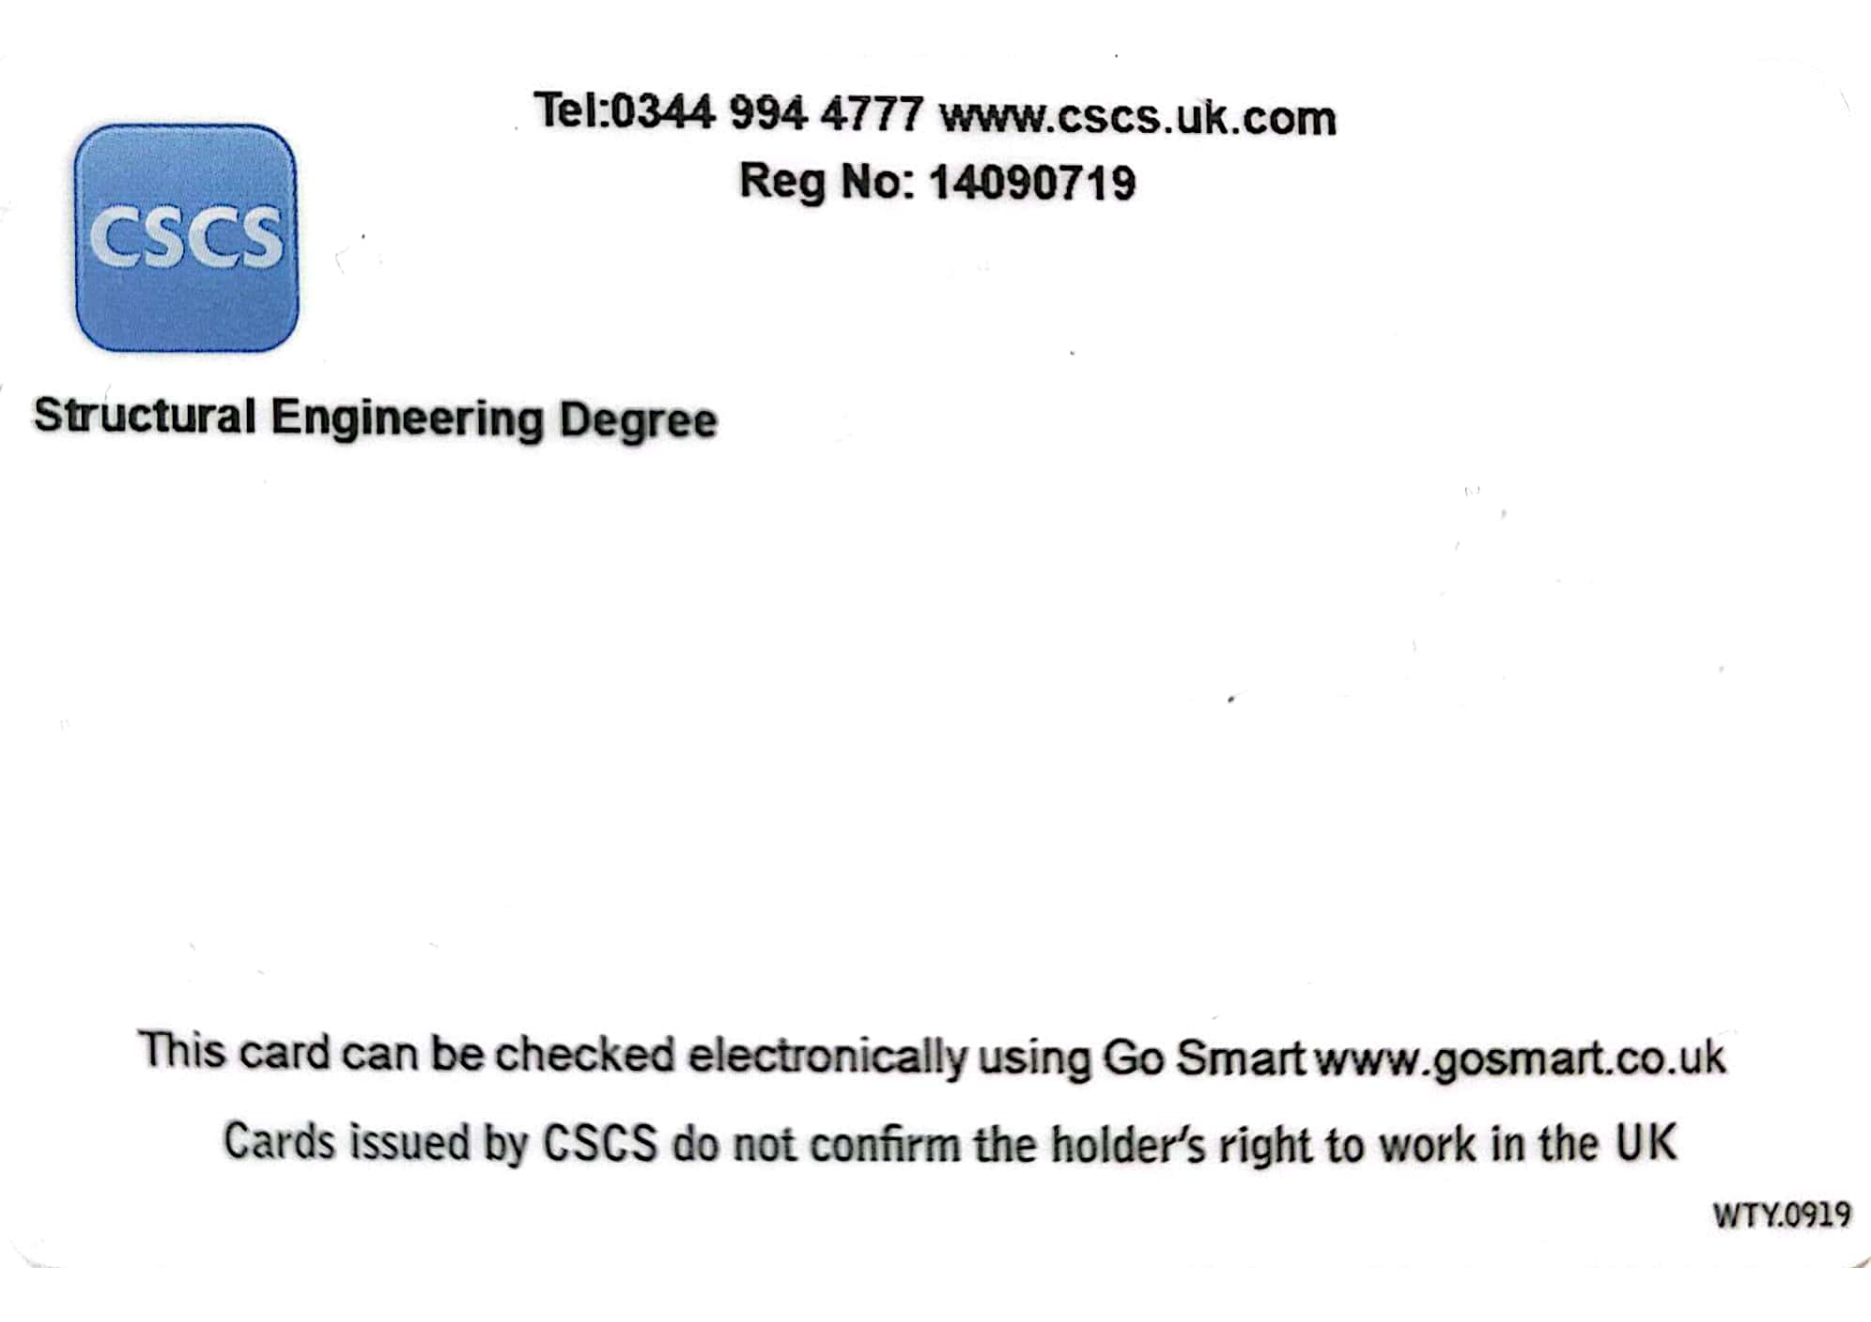 Tel:0344 994 4777 www.cscs.uk.com
Reg No: 14090719
CSCS
Structural Engineering Degree
This card can be checked electronically using Go Smart www.gosmart.co.uk
Cards issued by CSCS do not confirm the holder's right to work in the UK
WTY.0919